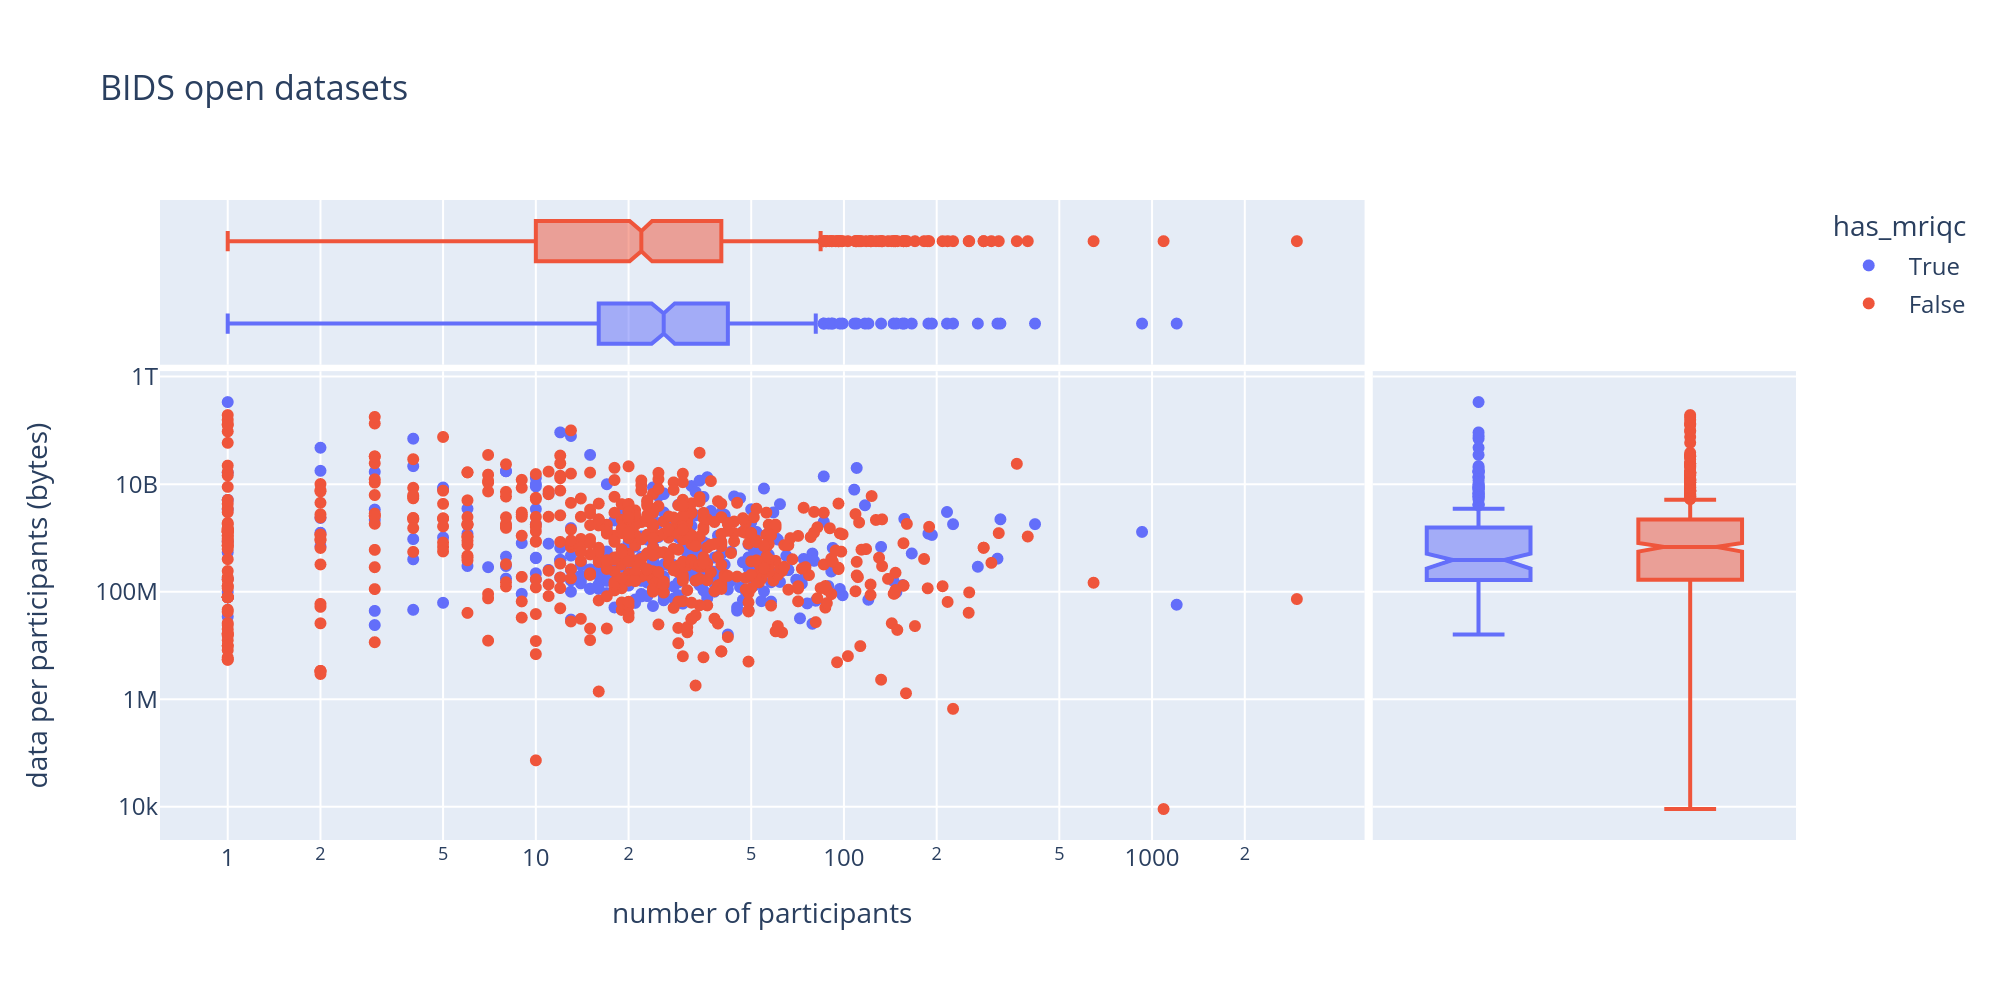 BIDS open datasets
has_mriqc
True
False
1T
10B
100M
1M
10k
data per participants (bytes)
1 2 5 10 2 5 100 2 5 1000 2
number of participants